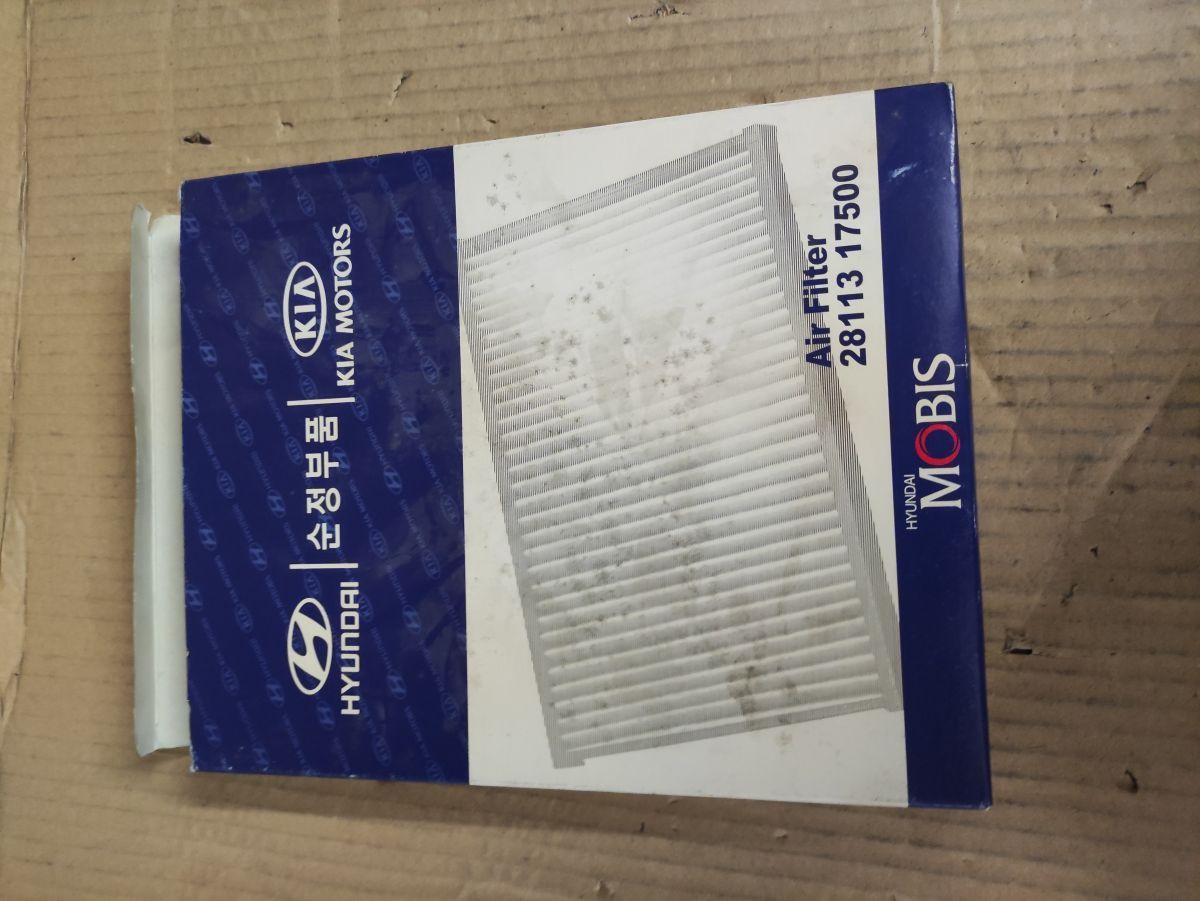 HYUNDAI | 순정부품 | KIA MOTORS
KIA
Air Filter
28113 17500
HYUNDAI
MOBIS